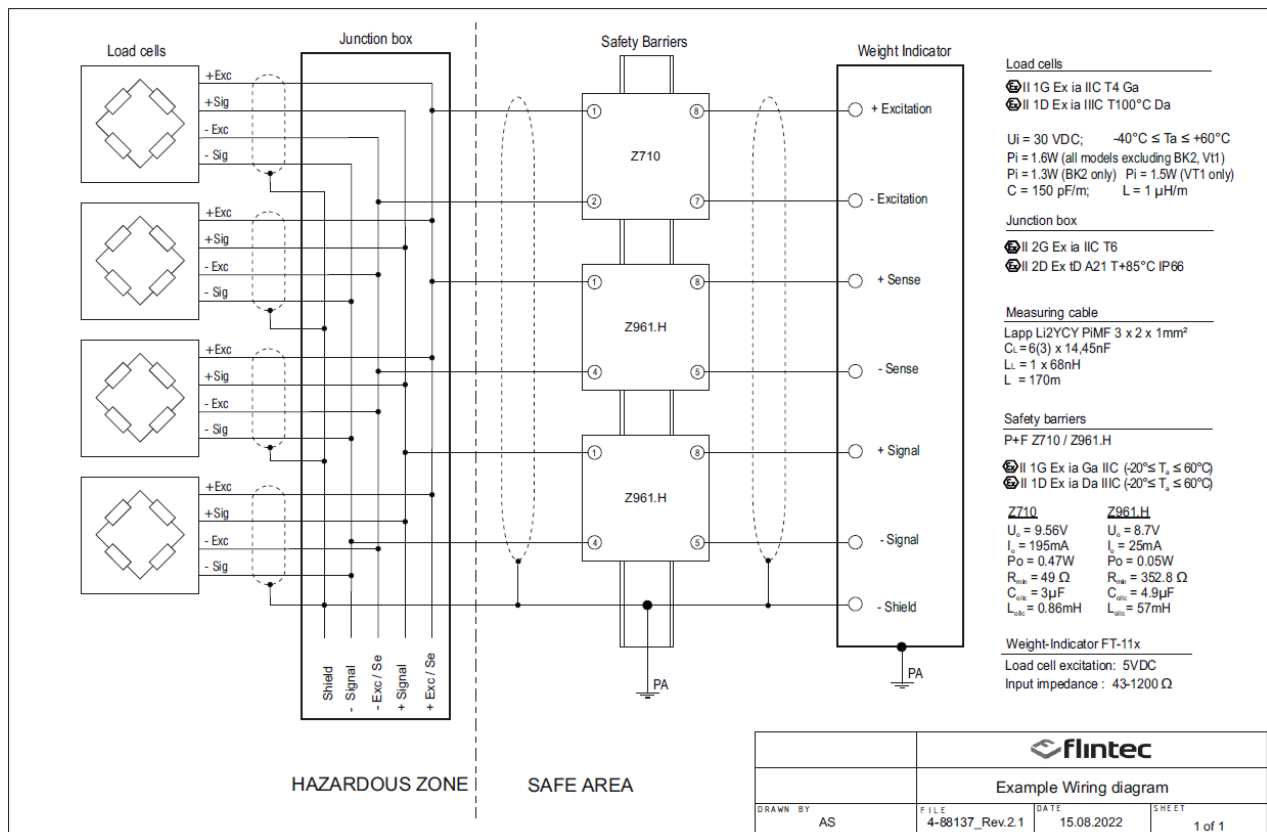 Load cells
Junction box
Safety Barriers
Weight Indicator
+Exc
+Sig
- Exc
- Sig
+Exc
+Sig
- Exc
- Sig
+Exc
+Sig
- Exc
- Sig
+Exc
+Sig
- Exc
- Sig
Shield
- Signal
- Exc / Se
+ Signal
+ Exc / Se
1
8
Z710
2
7
1
8
Z961.H
4
5
1
8
Z961.H
4
5
PA
+ Excitation
- Excitation
+ Sense
- Sense
+ Signal
- Signal
- Shield
PA
HAZARDOUS ZONE
SAFE AREA
Load cells
Ex II 1G Ex ia IIC T4 Ga
Ex II 1D Ex ia IIIC T100°C Da
Ui = 30 VDC; -40°C ≤ Ta ≤ +60°C
Pi = 1.6W (all models excluding BK2, Vt1)
Pi = 1.3W (BK2 only) Pi = 1.5W (VT1 only)
C = 150 pF/m; L = 1 µH/m
Junction box
Ex II 2G Ex ia IIC T6
Ex II 2D Ex tD A21 T+85°C IP66
Measuring cable
Lapp Li2YCY PiMF 3 x 2 x 1mm²
CL = 6(3) x 14,45nF
LL = 1 x 68nH
L = 170m
Safety barriers
P+F Z710 / Z961.H
Ex II 1G Ex ia Ga IIC (-20°≤ Ta ≤ 60°C)
Ex II 1D Ex ia Da IIIC (-20°≤ Ta ≤ 60°C)
Z710 Z961.H
Uo = 9.56V Uo = 8.7V
Io = 195mA Io = 25mA
Po = 0.47W Po = 0.05W
Rmin = 49 Ω Rmin = 352.8 Ω
CoIIC = 3µF CoIIC = 4.9µF
LoIIC = 0.86mH LoIIC = 57mH
Weight-Indicator FT-11x
Load cell excitation: 5VDC
Input impedance : 43-1200 Ω
flintec
Example Wiring diagram
DRAWN BY FILE DATE SHEET
AS 4-88137_Rev.2.1 15.08.2022 1 of 1